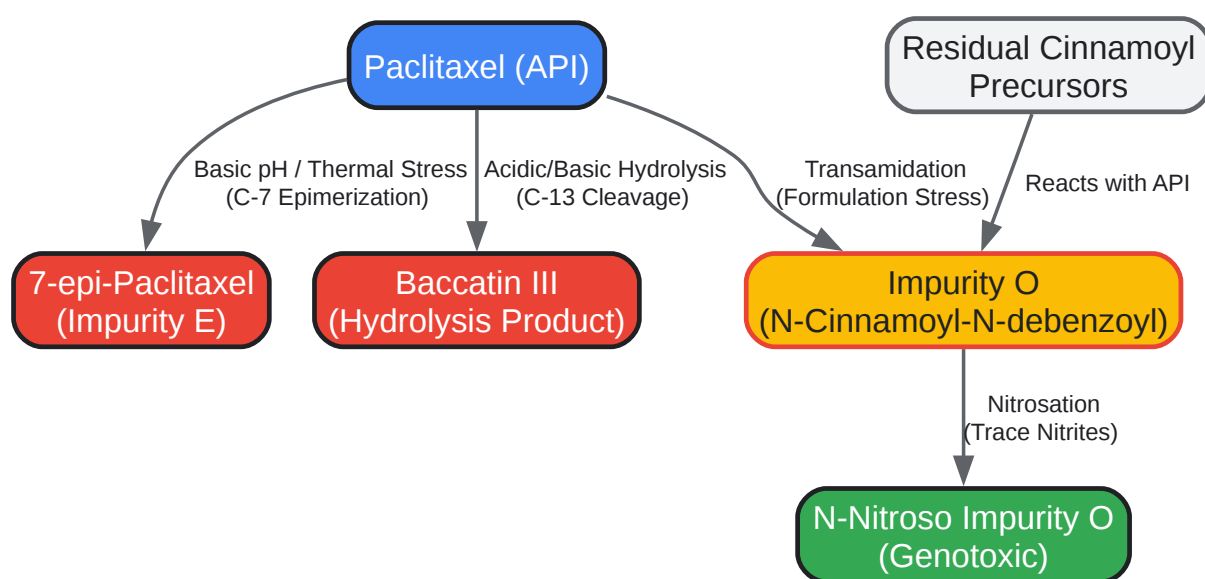 Paclitaxel (API)
Residual Cinnamoyl
Precursors
Basic pH / Thermal Stress
(C-7 Epimerization)
Acidic/Basic Hydrolysis
(C-13 Cleavage)
Transamidation
(Formulation Stress)
Reacts with API
7-epi-Paclitaxel
(Impurity E)
Baccatin III
(Hydrolysis Product)
Impurity O
(N-Cinnamoyl-N-debenzoyl)
Nitrosation
(Trace Nitrites)
N-Nitroso Impurity O
(Genotoxic)